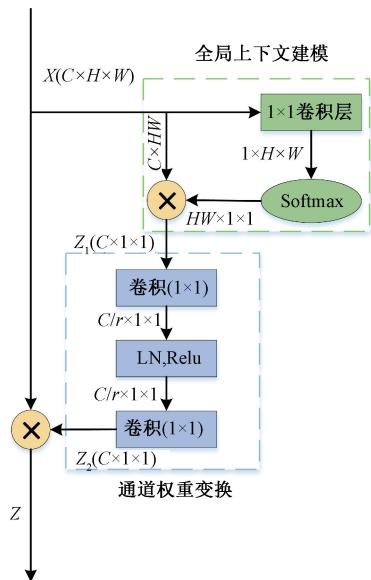 全局上下文建模
X(C×H×W)
1×1卷积层
C×HW
1×H×W
Softmax
HW×1×1
Z₁(C×1×1)
卷积(1×1)
C/r×1×1
LN,Relu
C/r×1×1
卷积(1×1)
Z₂(C×1×1)
通道权重变换
Z